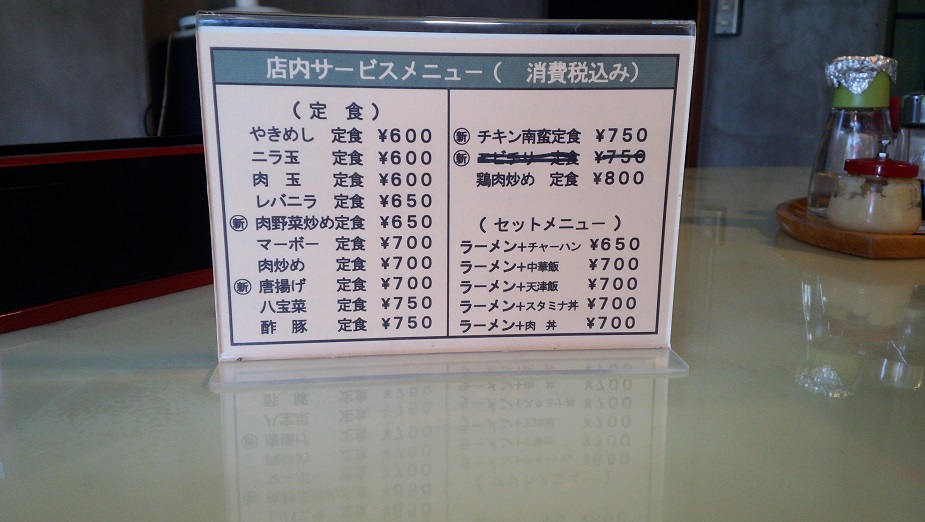 店内サービスメニュー( 消費税込み)
(定 食)
やきめし 定食 ¥600
ニラ玉 定食 ¥600
肉 玉 定食 ¥600
レバニラ 定食 ¥650
新 肉野菜炒め定食 ¥650
マーボー 定食 ¥700
肉炒め 定食 ¥700
新 唐揚げ 定食 ¥700
八宝菜 定食 ¥750
酢 豚 定食 ¥750
新 チキン南蛮定食 ¥750
新 エビチリー定食 ¥750
鶏肉炒め 定食 ¥800
(セットメニュー)
ラーメン+チャーハン ¥650
ラーメン+中華飯 ¥700
ラーメン+天津飯 ¥700
ラーメン+スタミナ丼 ¥700
ラーメン+肉 丼 ¥700